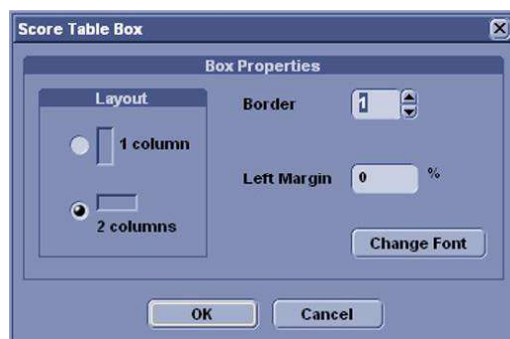 Score Table Box
Box Properties
Layout
1 column
2 columns
Border 1
Left Margin 0 %
Change Font
OK Cancel